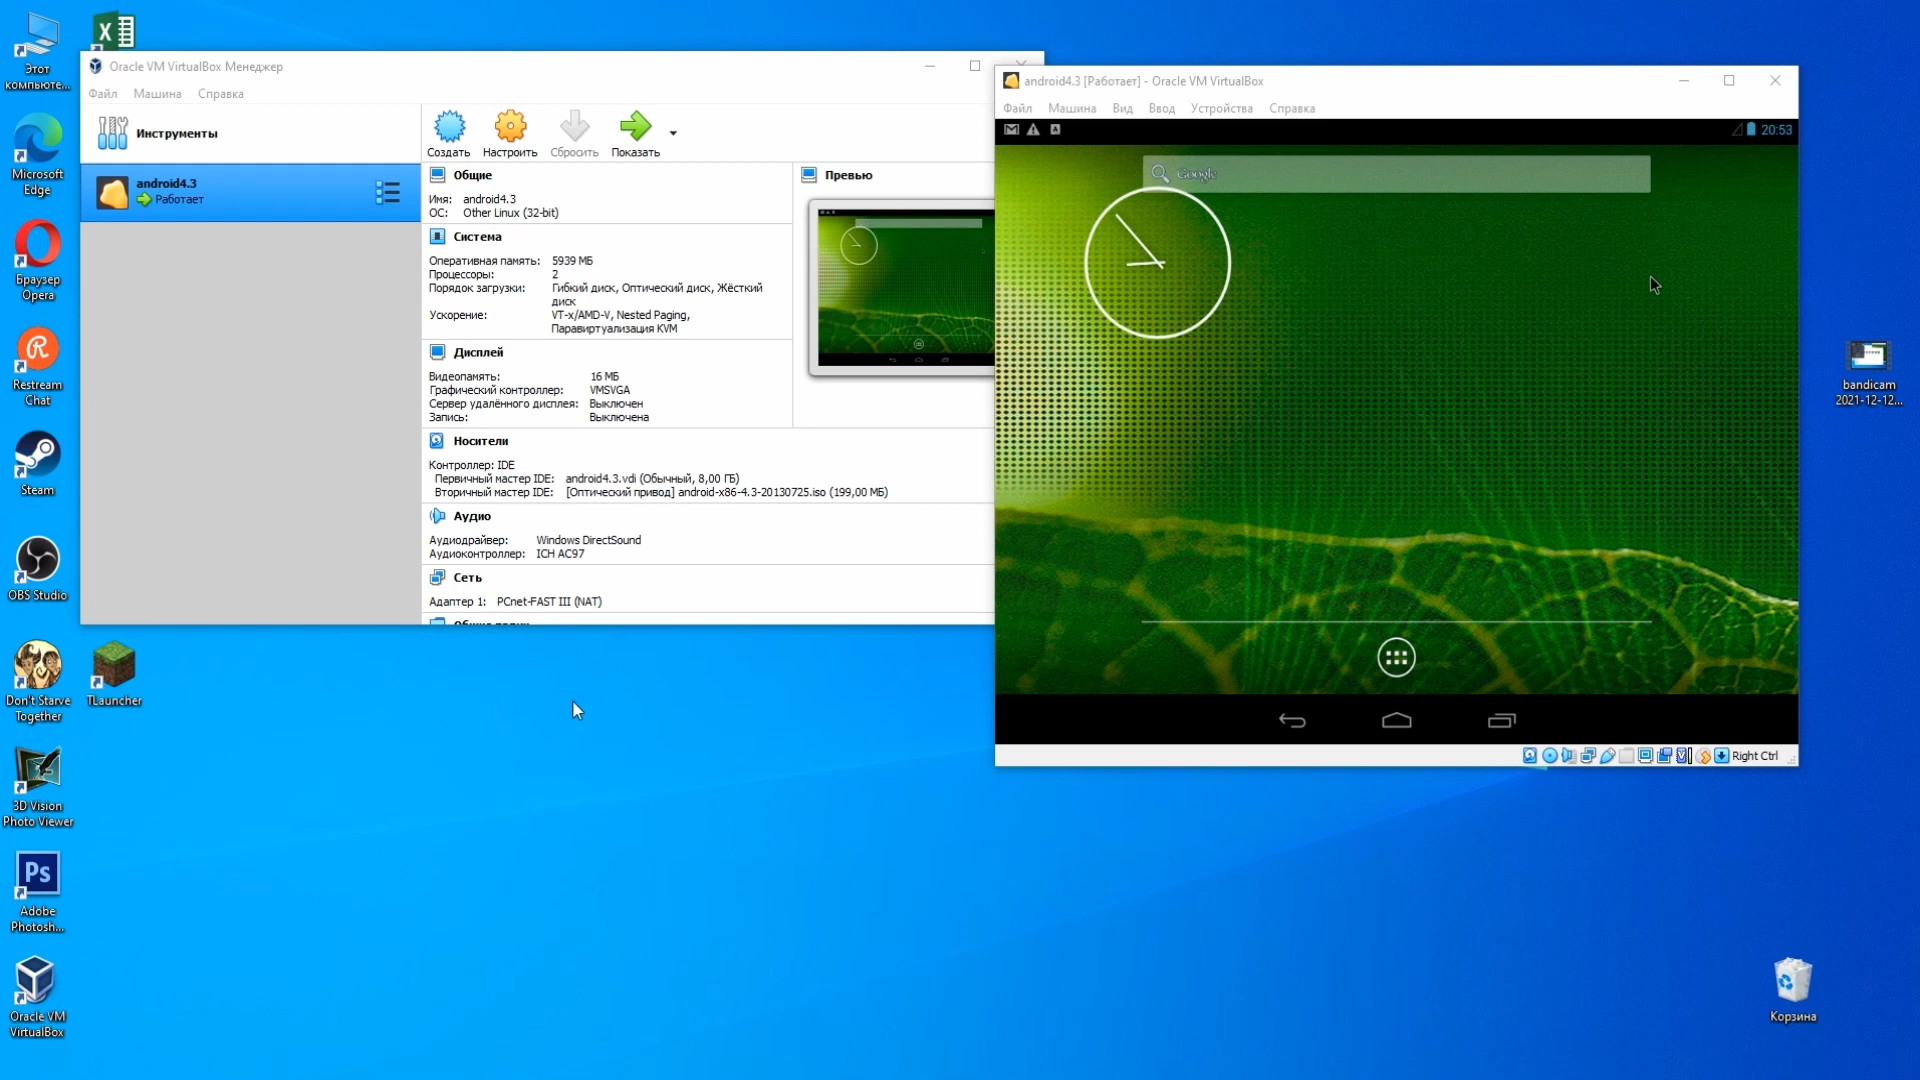 Этот
компьюте...
Microsoft
Edge
Браузер
Opera
Restream
Chat
Steam
OBS Studio
Don't Starve
Together
TLauncher
3D Vision
Photo Viewer
Ps
Adobe
Photosh...
Oracle VM
VirtualBox
Oracle VM VirtualBox Менеджер
Файл Машина Справка
Инструменты
android4.3
Работает
Создать Настроить Сбросить Показать
Общие
Имя: android4.3
ОС: Other Linux (32-bit)
Система
Оперативная память: 5939 МБ
Процессоры: 2
Порядок загрузки: Гибкий диск, Оптический диск, Жёсткий
диск
Ускорение: VT-x/AMD-V, Nested Paging,
Паравиртуализация KVM
Дисплей
Видеопамять: 16 МБ
Графический контроллер: VMSVGA
Сервер удалённого дисплея: Выключен
Запись: Выключена
Превью
Носители
Контроллер: IDE
Первичный мастер IDE: android4.3.vdi (Обычный, 8,00 ГБ)
Вторичный мастер IDE: [Оптический привод] android-x86-4.3-20130725.iso (199,00 МБ)
Аудио
Аудиодрайвер: Windows DirectSound
Аудиоконтроллер: ICH AC97
Сеть
Адаптер 1: PCnet-FAST III (NAT)
android4.3 [Работает] - Oracle VM VirtualBox
Файл Машина Вид Ввод Устройства Справка
20:53
Google
Right Ctrl
bandicam
2021-12-12...
Корзина